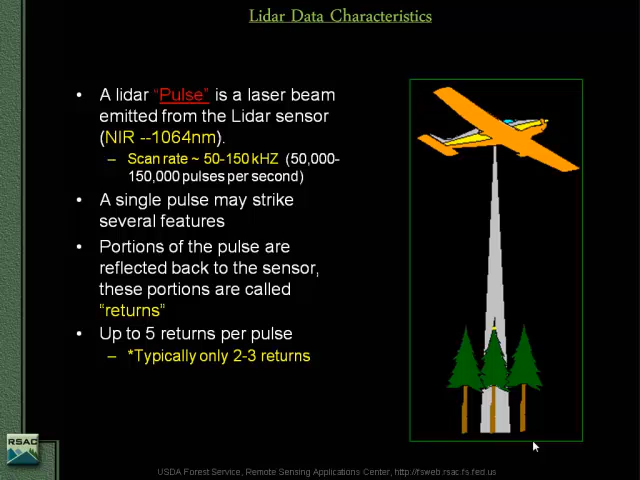 Lidar Data Characteristics
• A lidar “Pulse” is a laser beam
emitted from the Lidar sensor
(NIR --1064nm).
– Scan rate ~ 50-150 kHZ (50,000-
150,000 pulses per second)
• A single pulse may strike
several features
• Portions of the pulse are
reflected back to the sensor,
these portions are called
“returns”
• Up to 5 returns per pulse
– *Typically only 2-3 returns
RSAC
USDA Forest Service, Remote Sensing Applications Center, http://fsweb.rsac.fs.fed.us